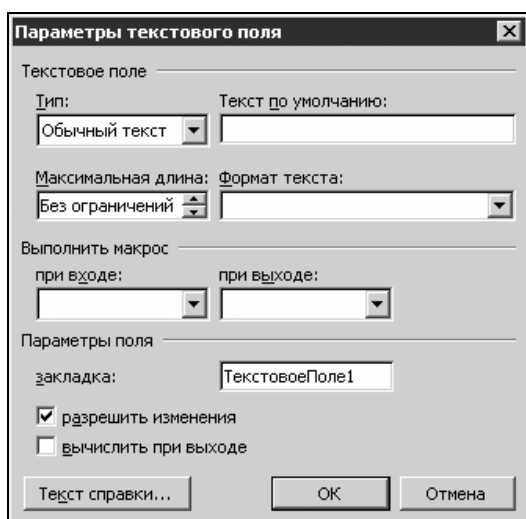 Параметры текстового поля
Текстовое поле
Тип: Текст по умолчанию:
Обычный текст
Максимальная длина: Формат текста:
Без ограничений
Выполнить макрос
при входе: при выходе:
Параметры поля
закладка: ТекстовоеПоле1
разрешить изменения
вычислить при выходе
Текст справки... ОК Отмена